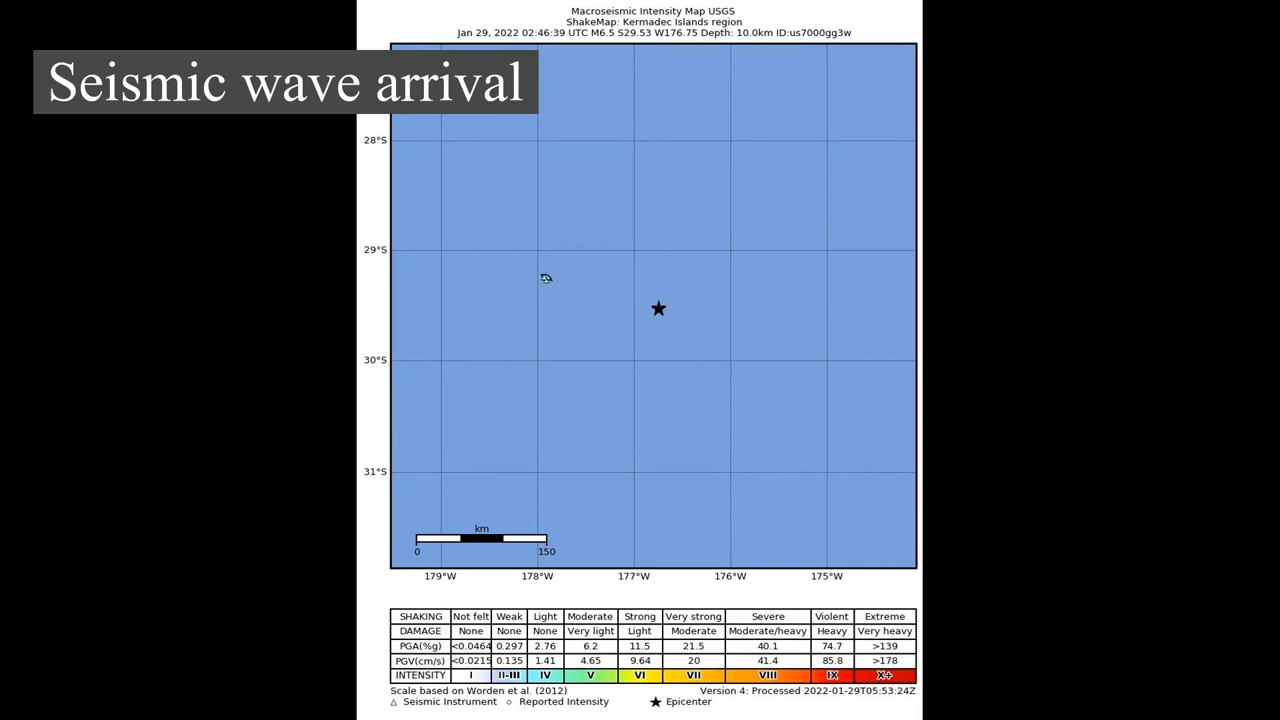 Macroseismic Intensity Map USGS
ShakeMap: Kermadec Islands region
Jan 29, 2022 02:46:39 UTC M6.5 S29.53 W176.75 Depth: 10.0km ID:us7000gg3w
Seismic wave arrival
28°S
29°S
30°S
31°S
km
0 150
179°W 178°W 177°W 176°W 175°W
SHAKING Not felt Weak Light Moderate Strong Very strong Severe Violent Extreme
DAMAGE None None None Very light Light Moderate Moderate/heavy Heavy Very heavy
PGA(%g) <0.0464 0.297 2.76 6.2 11.5 21.5 40.1 74.7 >139
PGV(cm/s) <0.0215 0.135 1.41 4.65 9.64 20 41.4 85.8 >178
INTENSITY I II-III IV V VI VII VIII IX X+
Scale based on Worden et al. (2012) Version 4: Processed 2022-01-29T05:53:24Z
△ Seismic Instrument ○ Reported Intensity ★ Epicenter